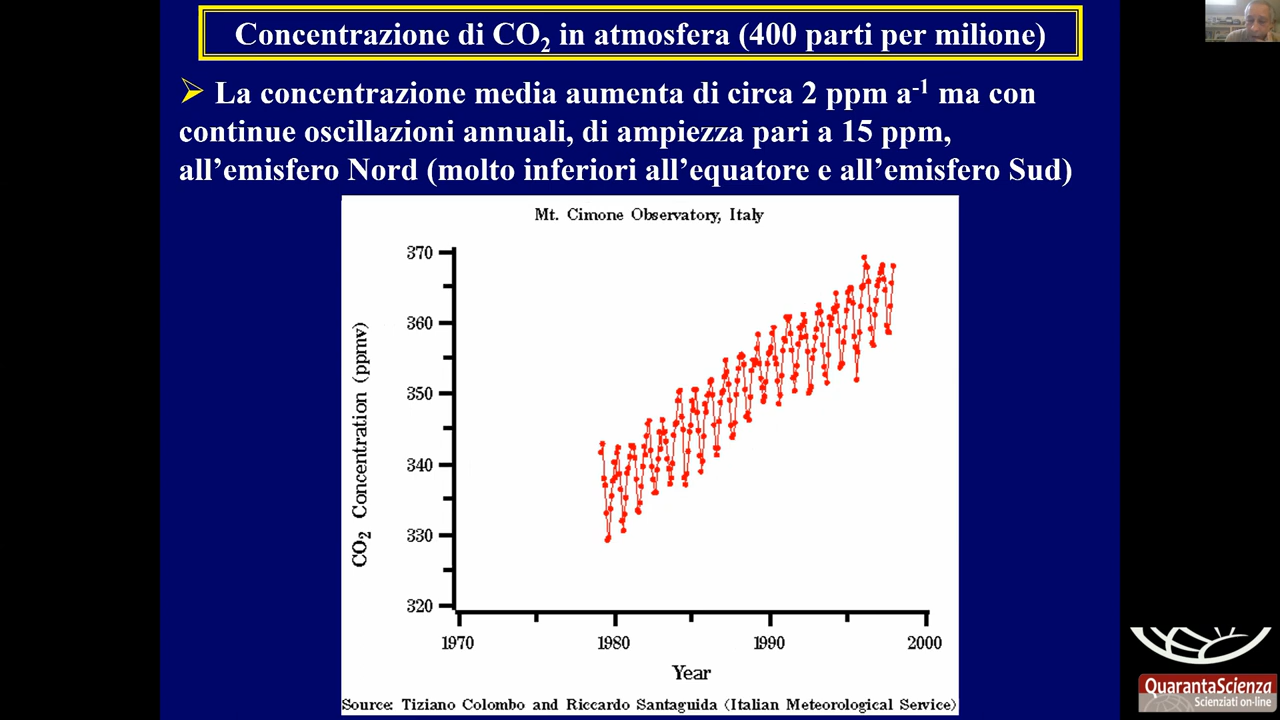 Concentrazione di CO₂ in atmosfera (400 parti per milione)
➢ La concentrazione media aumenta di circa 2 ppm a⁻¹ ma con
continue oscillazioni annuali, di ampiezza pari a 15 ppm,
all’emisfero Nord (molto inferiori all’equatore e all’emisfero Sud)
Mt. Cimone Observatory, Italy
CO₂ Concentration (ppmv)
370
360
350
340
330
320
1970 1980 1990 2000
Year
Source: Tiziano Colombo and Riccardo Santaguida (Italian Meteorological Service)
QuarantaScienza
Scienziati on-line